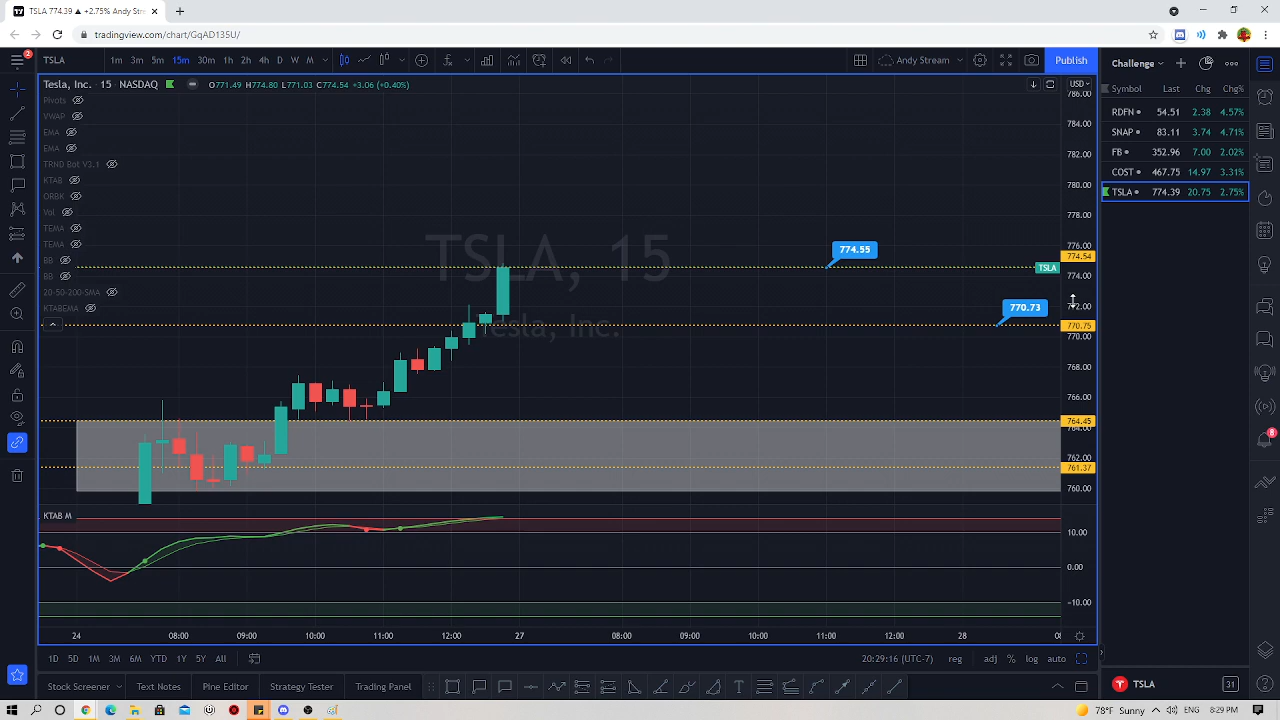 TSLA 774.39 ▲ +2.75% Andy Stre
tradingview.com/chart/GqAD135U/
2
TSLA
1m 3m 5m 15m 30m 1h 2h 4h D W M
Andy Stream
Publish
Tesla, Inc. · 15 · NASDAQ
O771.49 H774.80 L771.03 C774.54 +3.06 (+0.40%)
Pivots
VWAP
EMA
EMA
TRND Bot V3.1
KTAB
ORBK
Vol
TEMA
TEMA
BB
BB
20-50-200-SMA
KTABEMA
TSLA, 15
Tesla, Inc.
774.55
770.73
USD
786.00
784.00
782.00
780.00
778.00
776.00
774.54
TSLA
774.00
772.00
770.75
770.00
768.00
766.00
764.45
764.00
762.00
761.37
760.00
KTAB M
10.00
0.00
−10.00
24 08:00 09:00 10:00 11:00 12:00 27 08:00 09:00 10:00 11:00 12:00 28
1D 5D 1M 3M 6M YTD 1Y 5Y All
20:29:16 (UTC-7) reg adj % log auto
Stock Screener Text Notes Pine Editor Strategy Tester Trading Panel
Challenge
Symbol Last Chg Chg%
RDFN 54.51 2.38 4.57%
SNAP 83.11 3.74 4.71%
FB 352.96 7.00 2.02%
COST 467.75 14.97 3.31%
TSLA 774.39 20.75 2.75%
8
TSLA
31
78°F Sunny
8:29 PM